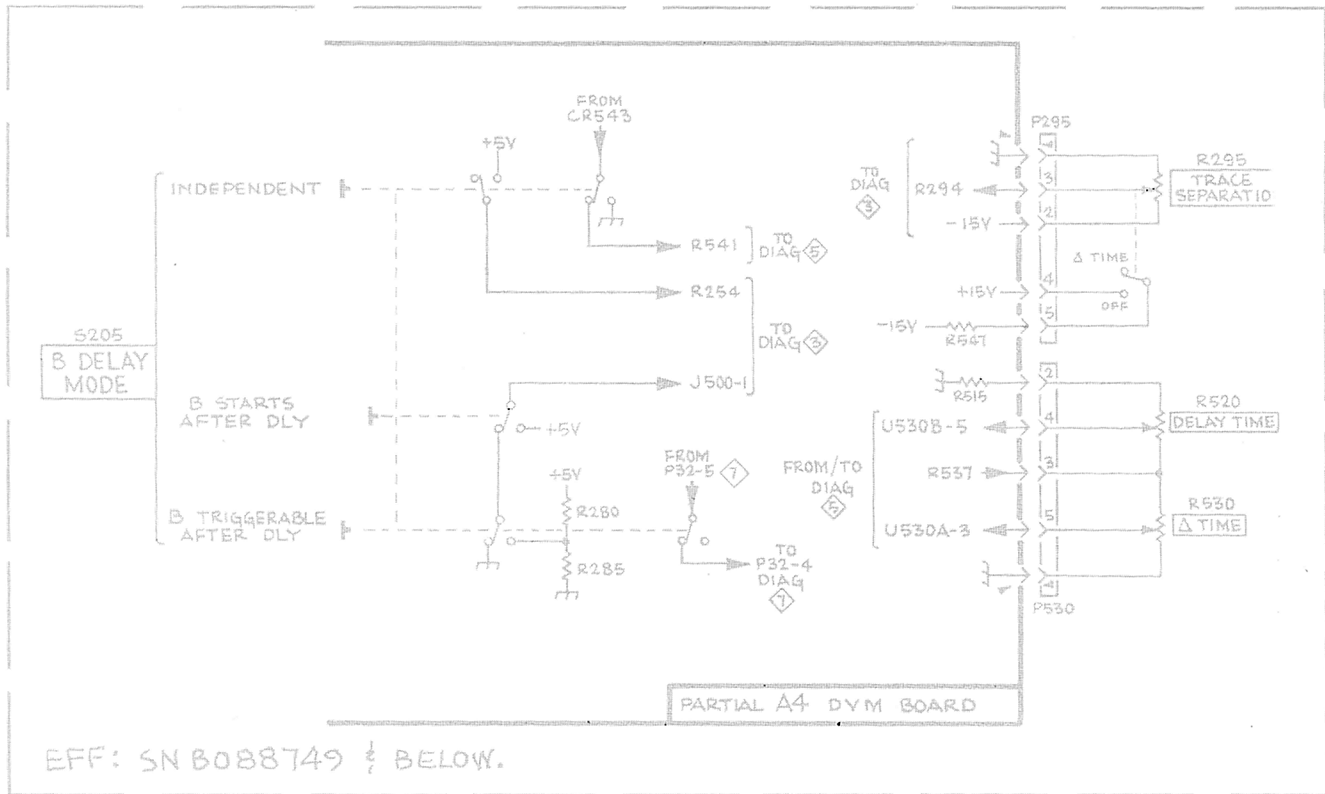 FROM
CR543
+5V
INDEPENDENT
R541
TO
DIAG 5
R254
TO
DIAG 3
J500-1
S205
B DELAY
MODE
B STARTS
AFTER DLY
+5V
B TRIGGERABLE
AFTER DLY
+5V
R280
R285
FROM
P32-5 7
TO
P32-4
DIAG
7
TO
DIAG
3
R294
-15V
P295
1
3
2
4
5
R295
TRACE
SEPARATIO
Δ TIME
OFF
+15V
-15V
R547
R515
FROM/TO
DIAG
5
U530B-5
R537
U530A-3
2
4
3
5
1
P530
R520
DELAY TIME
R530
Δ TIME
PARTIAL A4 DVM BOARD
EFF: SN B088749 & BELOW.